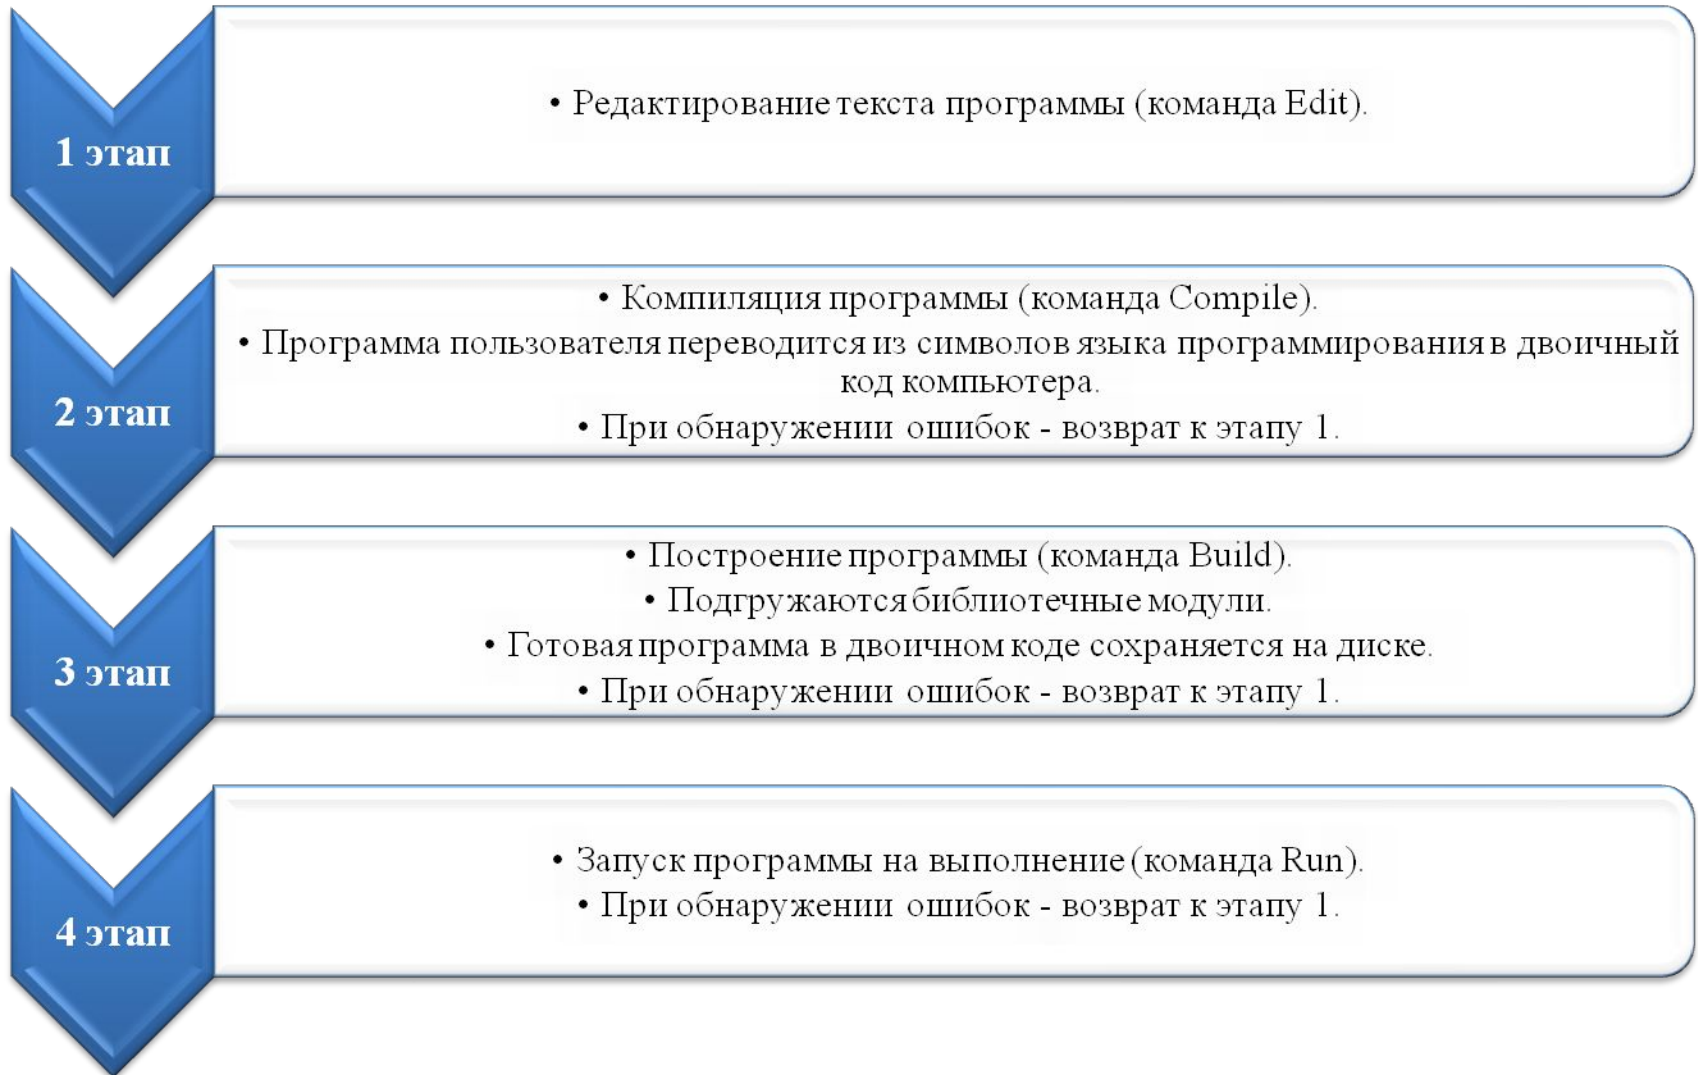 1 этап
• Редактирование текста программы (команда Edit).
2 этап
• Компиляция программы (команда Compile).
• Программа пользователя переводится из символов языка программирования в двоичный
код компьютера.
• При обнаружении ошибок - возврат к этапу 1.
3 этап
• Построение программы (команда Build).
• Подгружаются библиотечные модули.
• Готовая программа в двоичном коде сохраняется на диске.
• При обнаружении ошибок - возврат к этапу 1.
4 этап
• Запуск программы на выполнение (команда Run).
• При обнаружении ошибок - возврат к этапу 1.